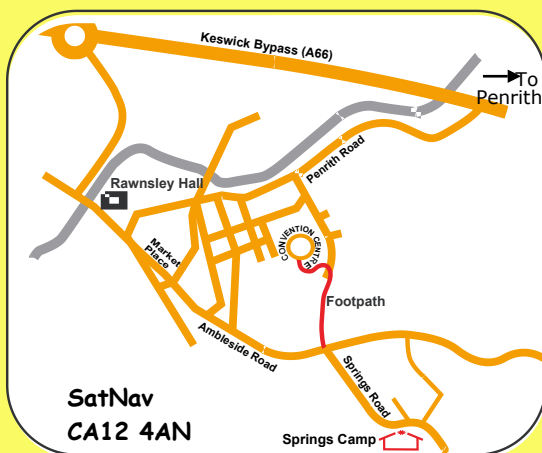 Keswick Bypass (A66)
To
Penrith
Penrith Road
Rawnsley Hall
CONVENTION CENTRE
Market
Place
Footpath
Ambleside Road
Springs Road
SatNav
CA12 4AN
Springs Camp